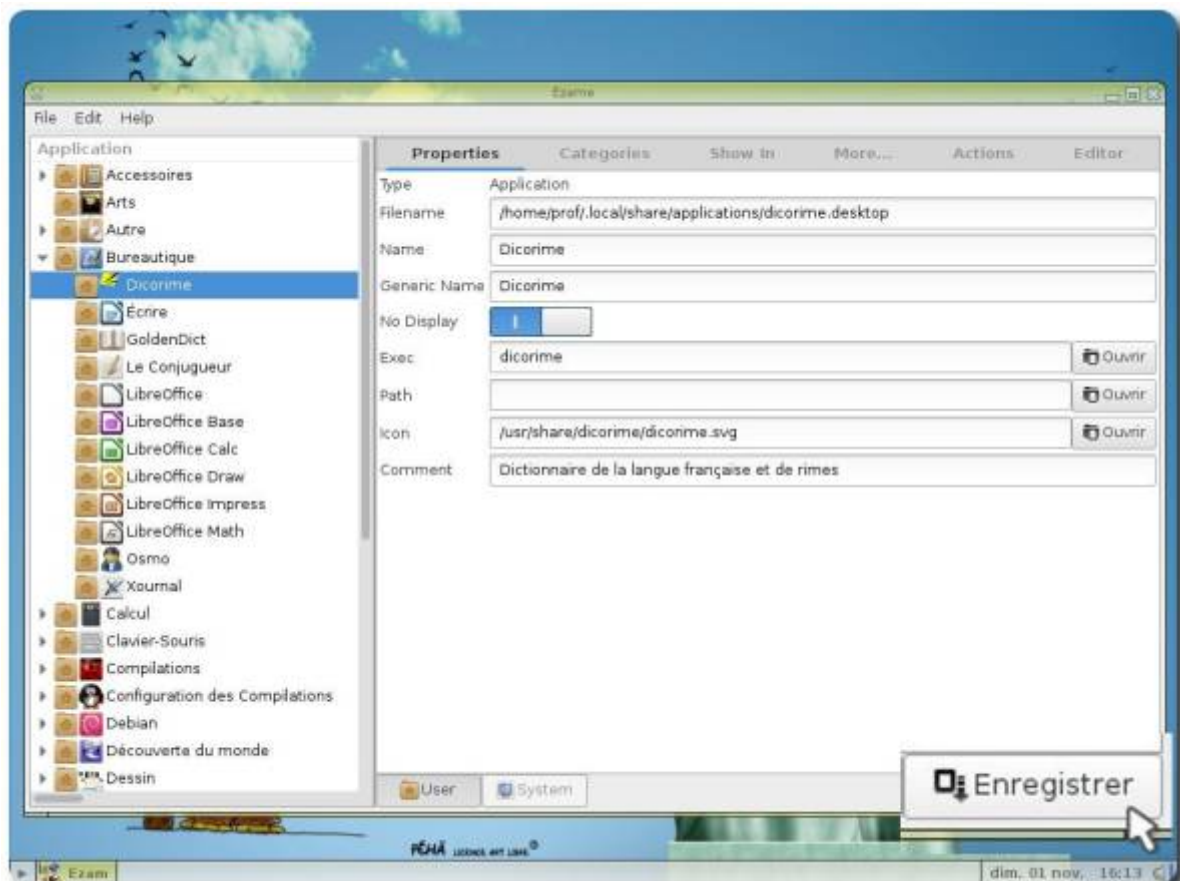 Ezame
File Edit Help
Application
Accessoires
Arts
Autre
Bureautique
Dicorime
Écrire
GoldenDict
Le Conjugueur
LibreOffice
LibreOffice Base
LibreOffice Calc
LibreOffice Draw
LibreOffice Impress
LibreOffice Math
Osmo
Xournal
Calcul
Clavier-Souris
Compilations
Configuration des Compilations
Debian
Découverte du monde
Dessin
Properties Categories Show In More... Actions Editor
Type Application
Filename /home/prof/.local/share/applications/dicorime.desktop
Name Dicorime
Generic Name Dicorime
No Display
Exec dicorime Ouvrir
Path Ouvrir
Icon /usr/share/dicorime/dicorime.svg Ouvrir
Comment Dictionnaire de la langue française et de rimes
User System
Enregistrer
PÉHÄ LICENCE ART LIBRE
Ezam dim. 01 nov, 16:13